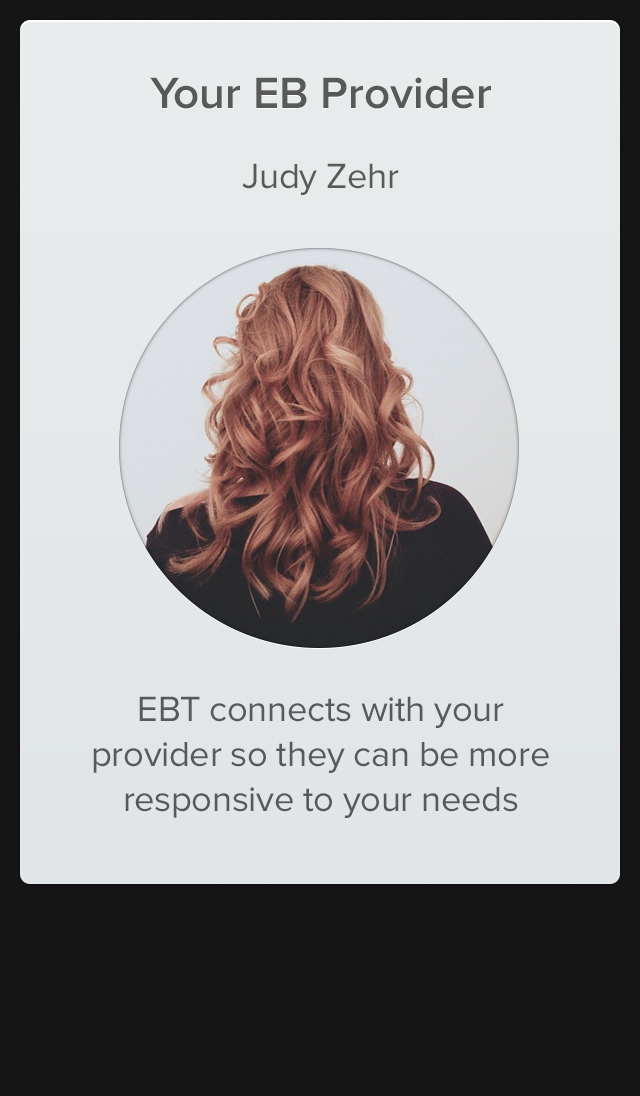 Your EB Provider
Judy Zehr
EBT connects with your
provider so they can be more
responsive to your needs